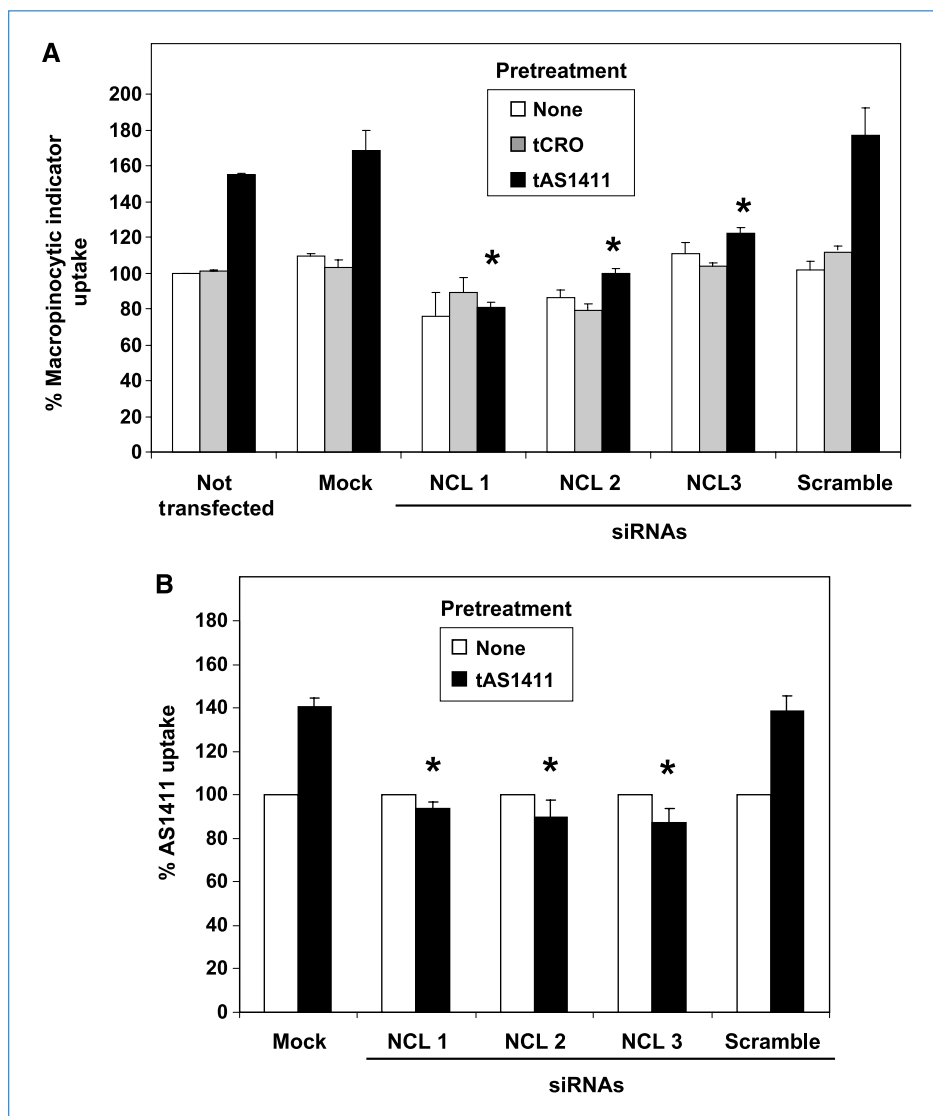 A
Pretreatment
None
tCRO
tAS1411
% Macropinocytic indicator
uptake
200
180
160
140
120
100
80
60
40
20
0
* * * 
Not
transfected
Mock
NCL 1
NCL 2
NCL3
Scramble
siRNAs
B
Pretreatment
None
tAS1411
% AS1411 uptake
180
160
140
120
100
80
60
40
20
0
* * *
Mock
NCL 1
NCL 2
NCL 3
Scramble
siRNAs